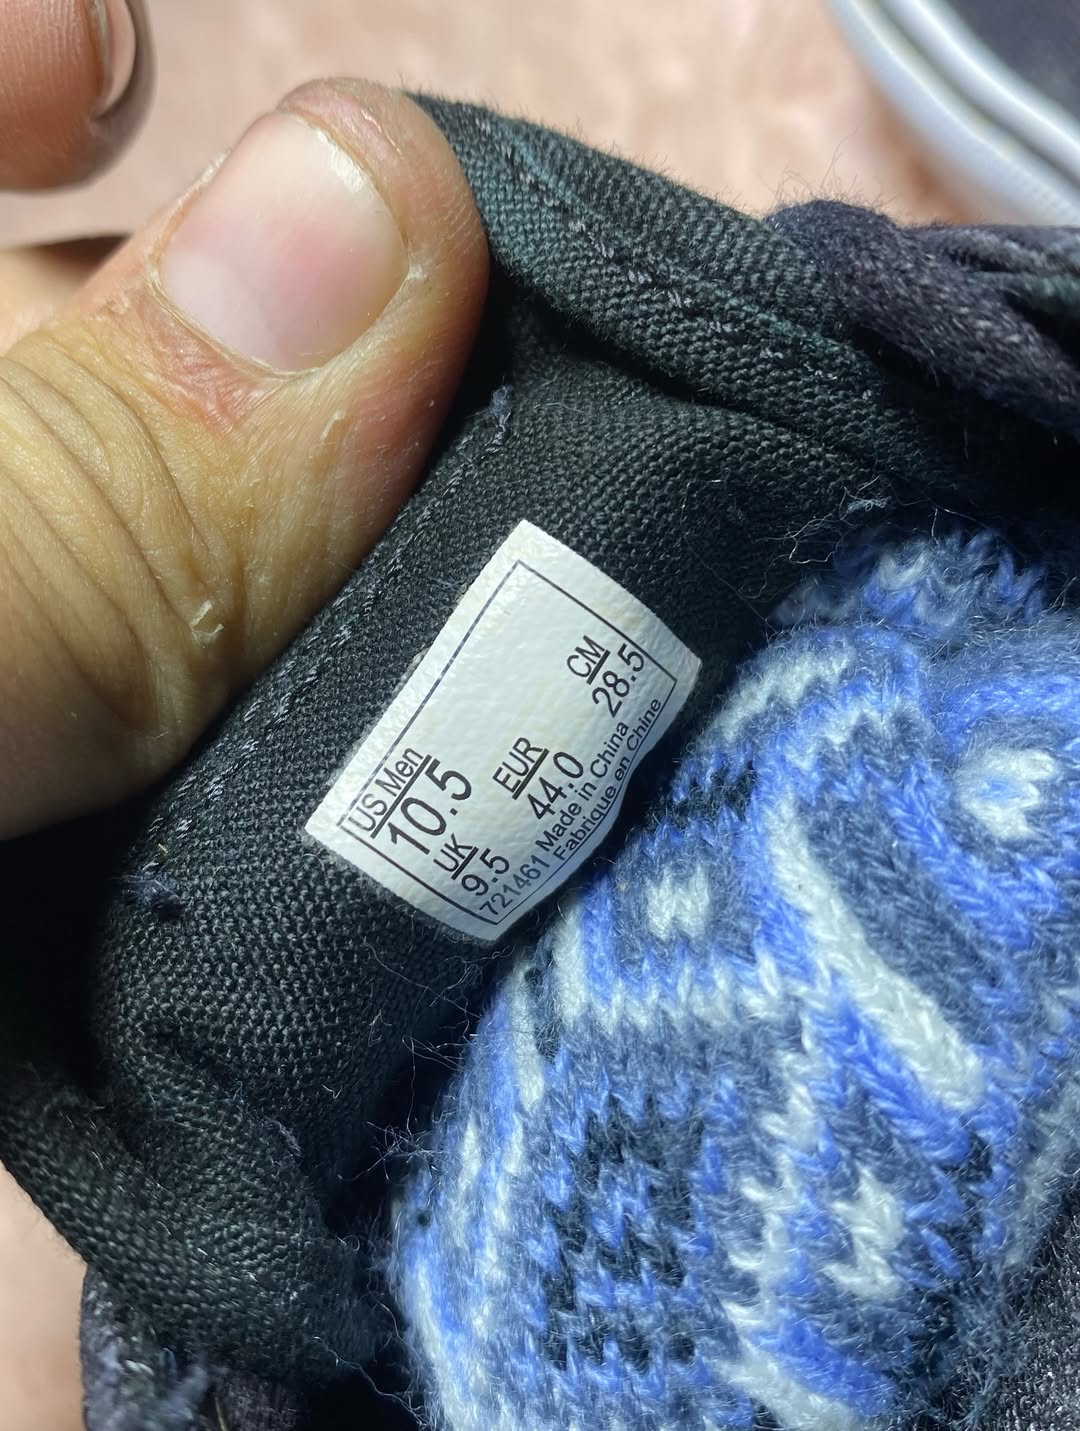 US Men
10.5
UK
9.5
EUR
44.0
CM
28.5
721461 Made in China
Fabrique en Chine